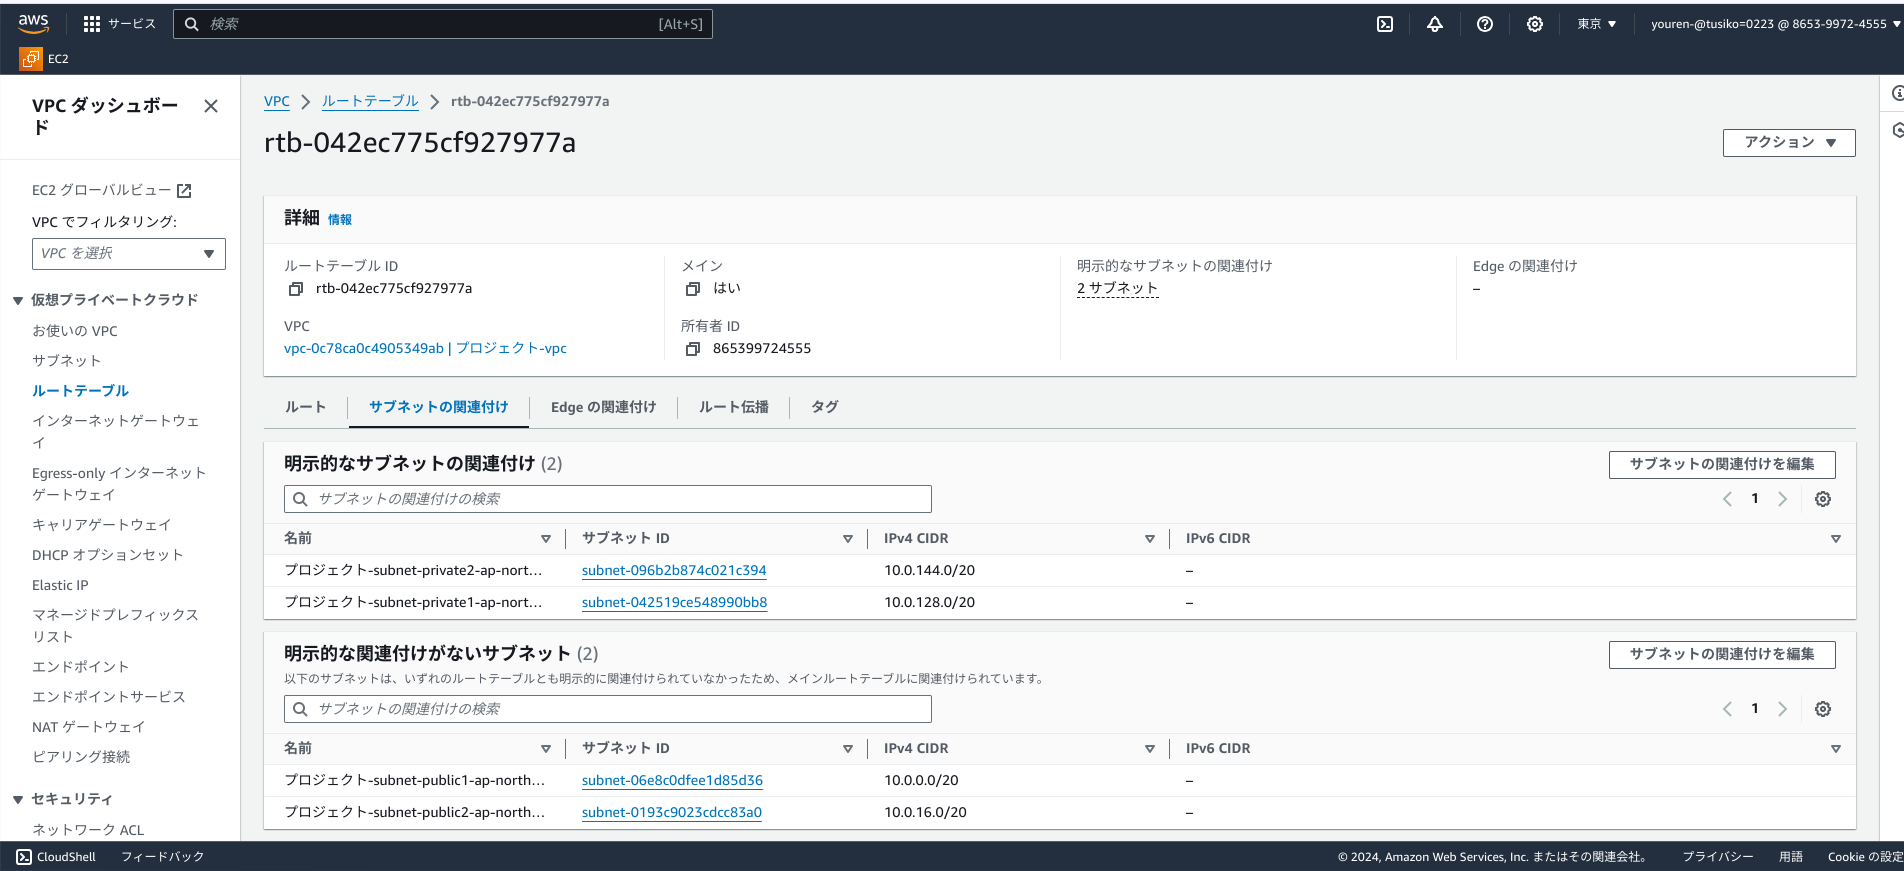 aws
サービス
検索
[Alt+S]
東京
youren-@tusiko=0223 @ 8653-9972-4555
EC2
VPC ダッシュボー
ド
EC2 グローバルビュー
VPC でフィルタリング:
VPC を選択
仮想プライベートクラウド
お使いの VPC
サブネット
ルートテーブル
インターネットゲートウェ
イ
Egress-only インターネット
ゲートウェイ
キャリアゲートウェイ
DHCP オプションセット
Elastic IP
マネージドプレフィックス
リスト
エンドポイント
エンドポイントサービス
NAT ゲートウェイ
ピアリング接続
セキュリティ
ネットワーク ACL
VPC
ルートテーブル
rtb-042ec775cf927977a
rtb-042ec775cf927977a
アクション
詳細 情報
ルートテーブル ID
rtb-042ec775cf927977a
メイン
はい
明示的なサブネットの関連付け
2 サブネット
Edge の関連付け
–
VPC
vpc-0c78ca0c4905349ab | プロジェクト-vpc
所有者 ID
865399724555
ルート
サブネットの関連付け
Edge の関連付け
ルート伝播
タグ
明示的なサブネットの関連付け (2)
サブネットの関連付けを編集
サブネットの関連付けの検索
1
名前 サブネット ID IPv4 CIDR IPv6 CIDR
プロジェクト-subnet-private2-ap-nort… subnet-096b2b874c021c394 10.0.144.0/20 –
プロジェクト-subnet-private1-ap-nort… subnet-042519ce548990bb8 10.0.128.0/20 –
明示的な関連付けがないサブネット (2)
サブネットの関連付けを編集
以下のサブネットは、いずれのルートテーブルとも明示的に関連付けられていなかったため、メインルートテーブルに関連付けられています。
サブネットの関連付けの検索
1
名前 サブネット ID IPv4 CIDR IPv6 CIDR
プロジェクト-subnet-public1-ap-north… subnet-06e8c0dfee1d85d36 10.0.0.0/20 –
プロジェクト-subnet-public2-ap-north… subnet-0193c9023cdcc83a0 10.0.16.0/20 –
CloudShell
フィードバック
© 2024, Amazon Web Services, Inc. またはその関連会社。
プライバシー
用語
Cookie の設定